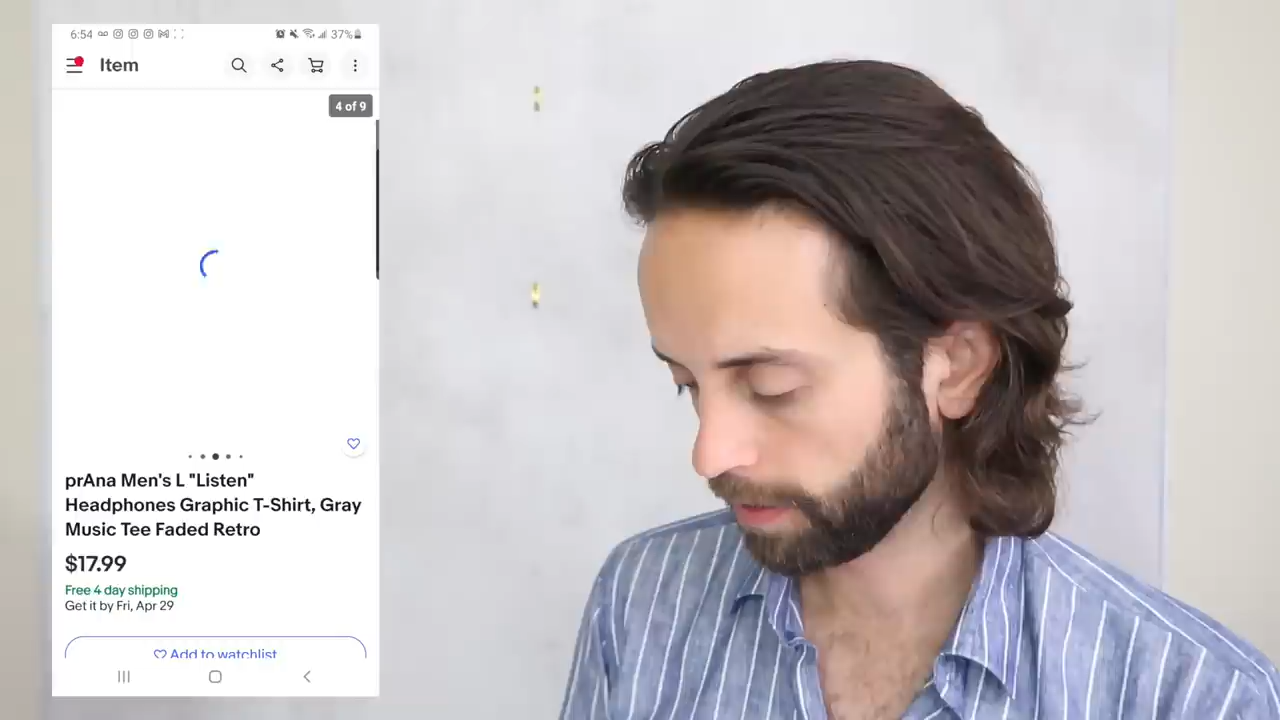 6:54 37%
Item
4 of 9
prAna Men's L "Listen"
Headphones Graphic T-Shirt, Gray
Music Tee Faded Retro
$17.99
Free 4 day shipping
Get it by Fri, Apr 29
Add to watchlist